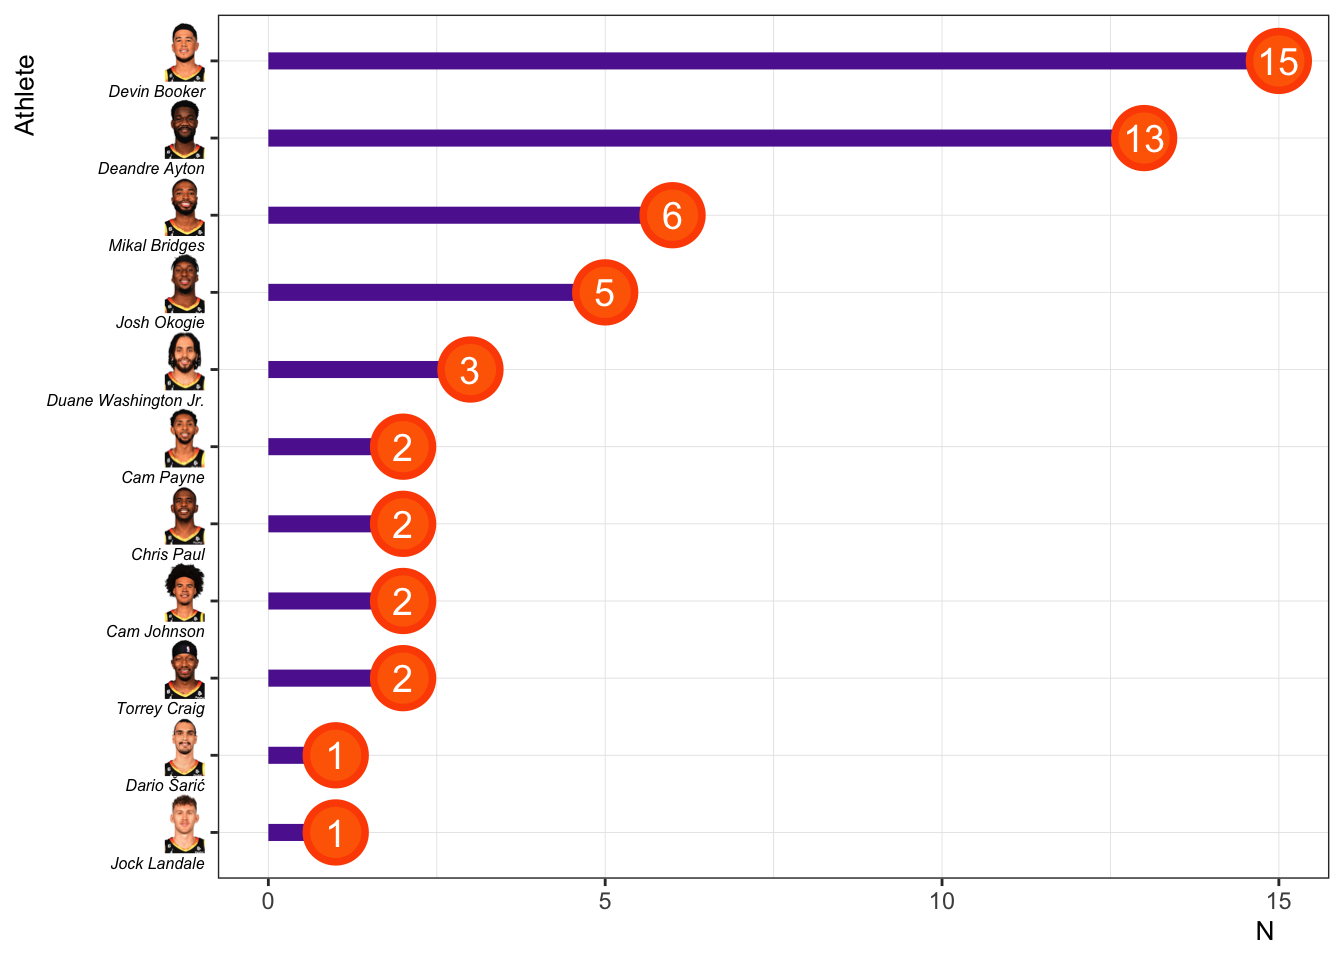 Athlete
Devin Booker
15
Deandre Ayton
13
Mikal Bridges
6
Josh Okogie
5
Duane Washington Jr.
3
Cam Payne
2
Chris Paul
2
Cam Johnson
2
Torrey Craig
2
Dario Šarić
1
Jock Landale
1
0 5 10 15
N